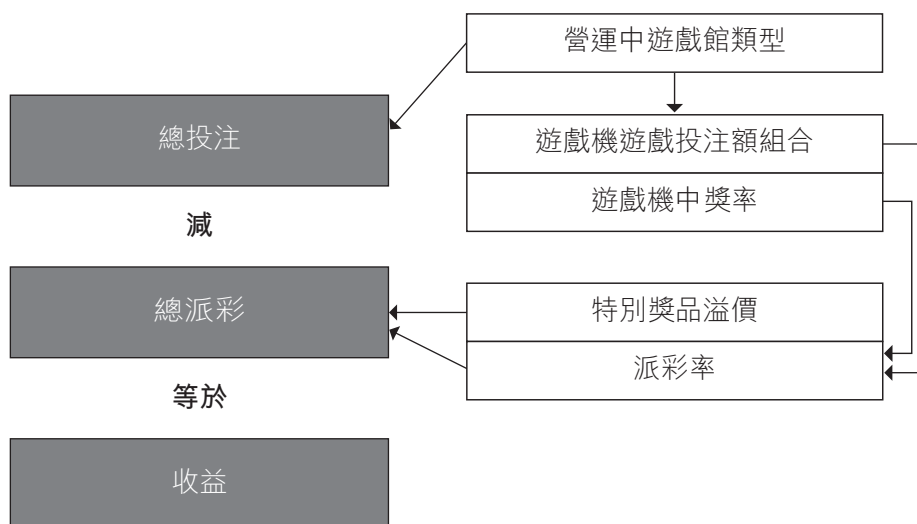 營運中遊戲館類型
總投注
遊戲機遊戲投注額組合
遊戲機中獎率
減
總派彩
特別獎品溢價
派彩率
等於
收益